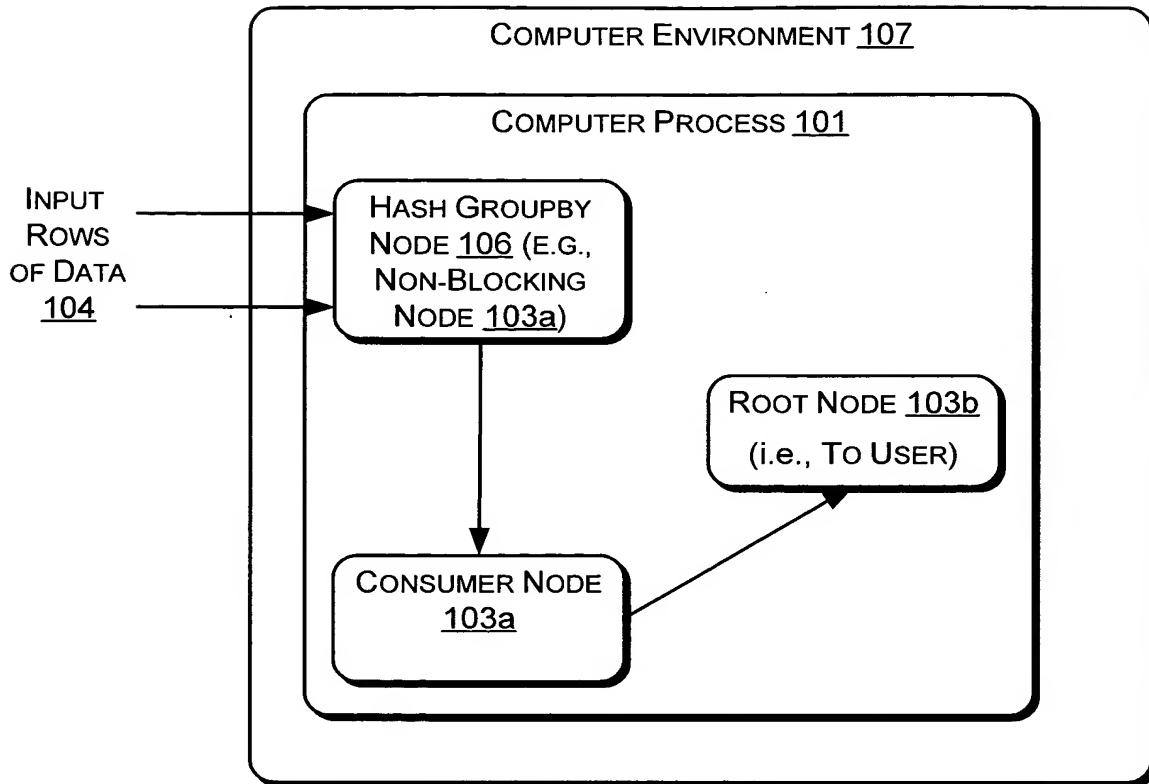 COMPUTER ENVIRONMENT 107
COMPUTER PROCESS 101
INPUT
ROWS
OF DATA
104
HASH GROUPBY
NODE 106 (E.G.,
NON-BLOCKING
NODE 103a)
ROOT NODE 103b
(i.e., TO USER)
CONSUMER NODE
103a